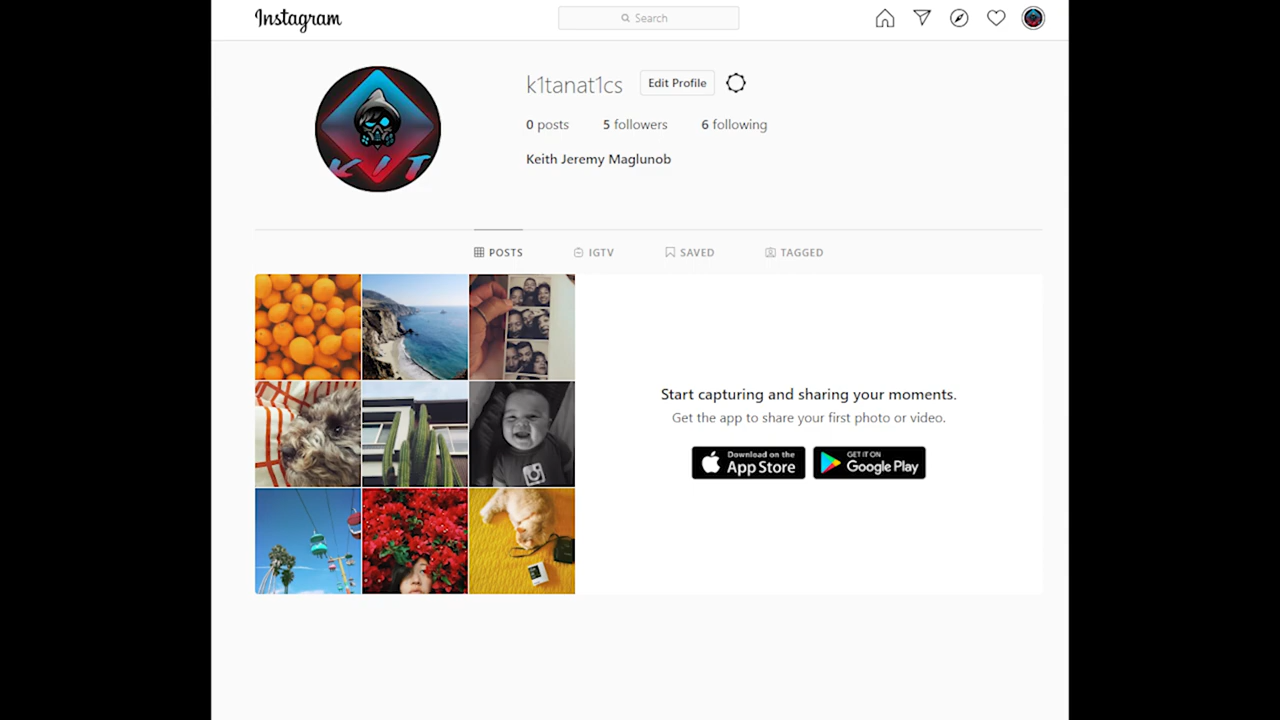 Instagram
Search
k1tanat1cs Edit Profile
0 posts 5 followers 6 following
Keith Jeremy Maglunob
KIT
POSTS IGTV SAVED TAGGED
Start capturing and sharing your moments.
Get the app to share your first photo or video.
Download on the
App Store
GET IT ON
Google Play